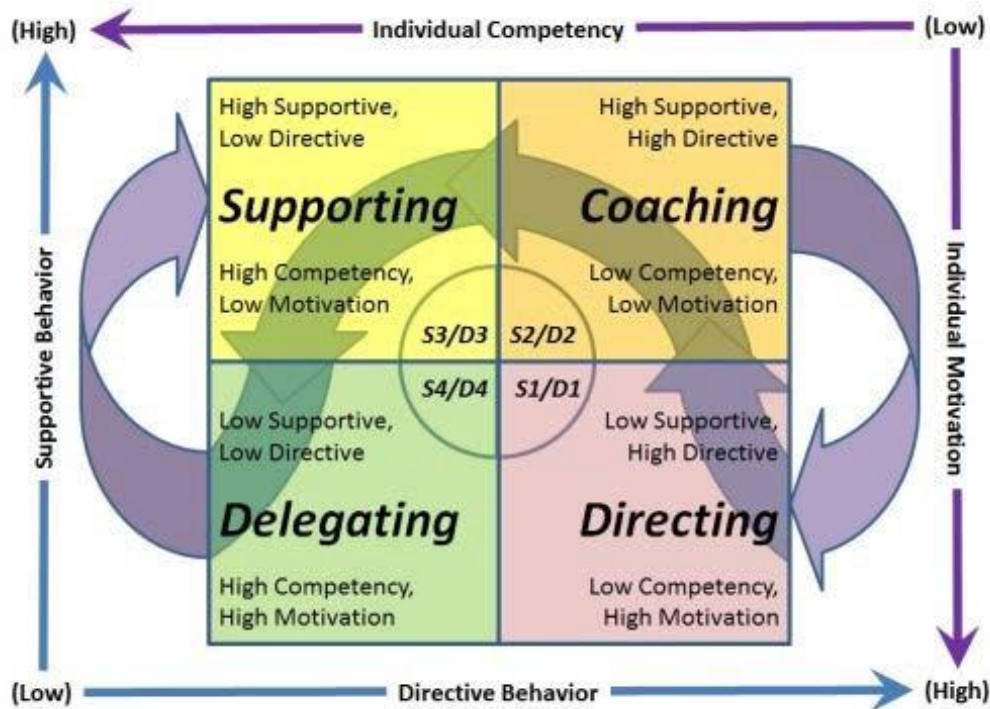 (High)
Individual Competency
(Low)
High Supportive,
Low Directive
High Supportive,
High Directive
Supporting
Coaching
High Competency,
Low Motivation
Low Competency,
Low Motivation
S3/D3
S2/D2
S4/D4
S1/D1
Low Supportive,
Low Directive
Low Supportive,
High Directive
Delegating
Directing
High Competency,
High Motivation
Low Competency,
High Motivation
Supportive Behavior
Individual Motivation
(Low)
Directive Behavior
(High)